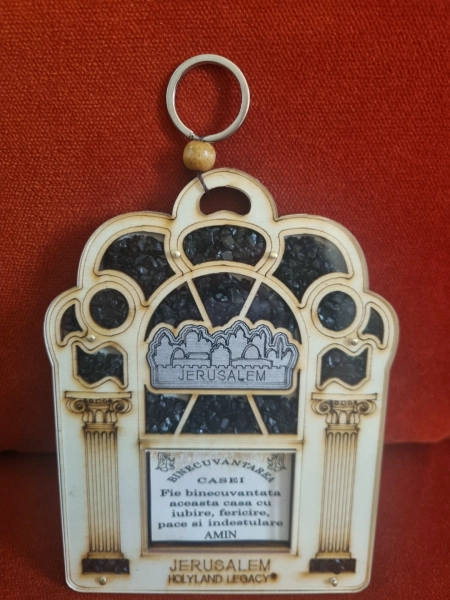 JERUSALEM
BINECUVANTAREA
CASEI
Fie binecuvantata
aceasta casa cu
iubire, fericire,
pace si indestulare
AMIN
JERUSALEM
HOLYLAND LEGACY®